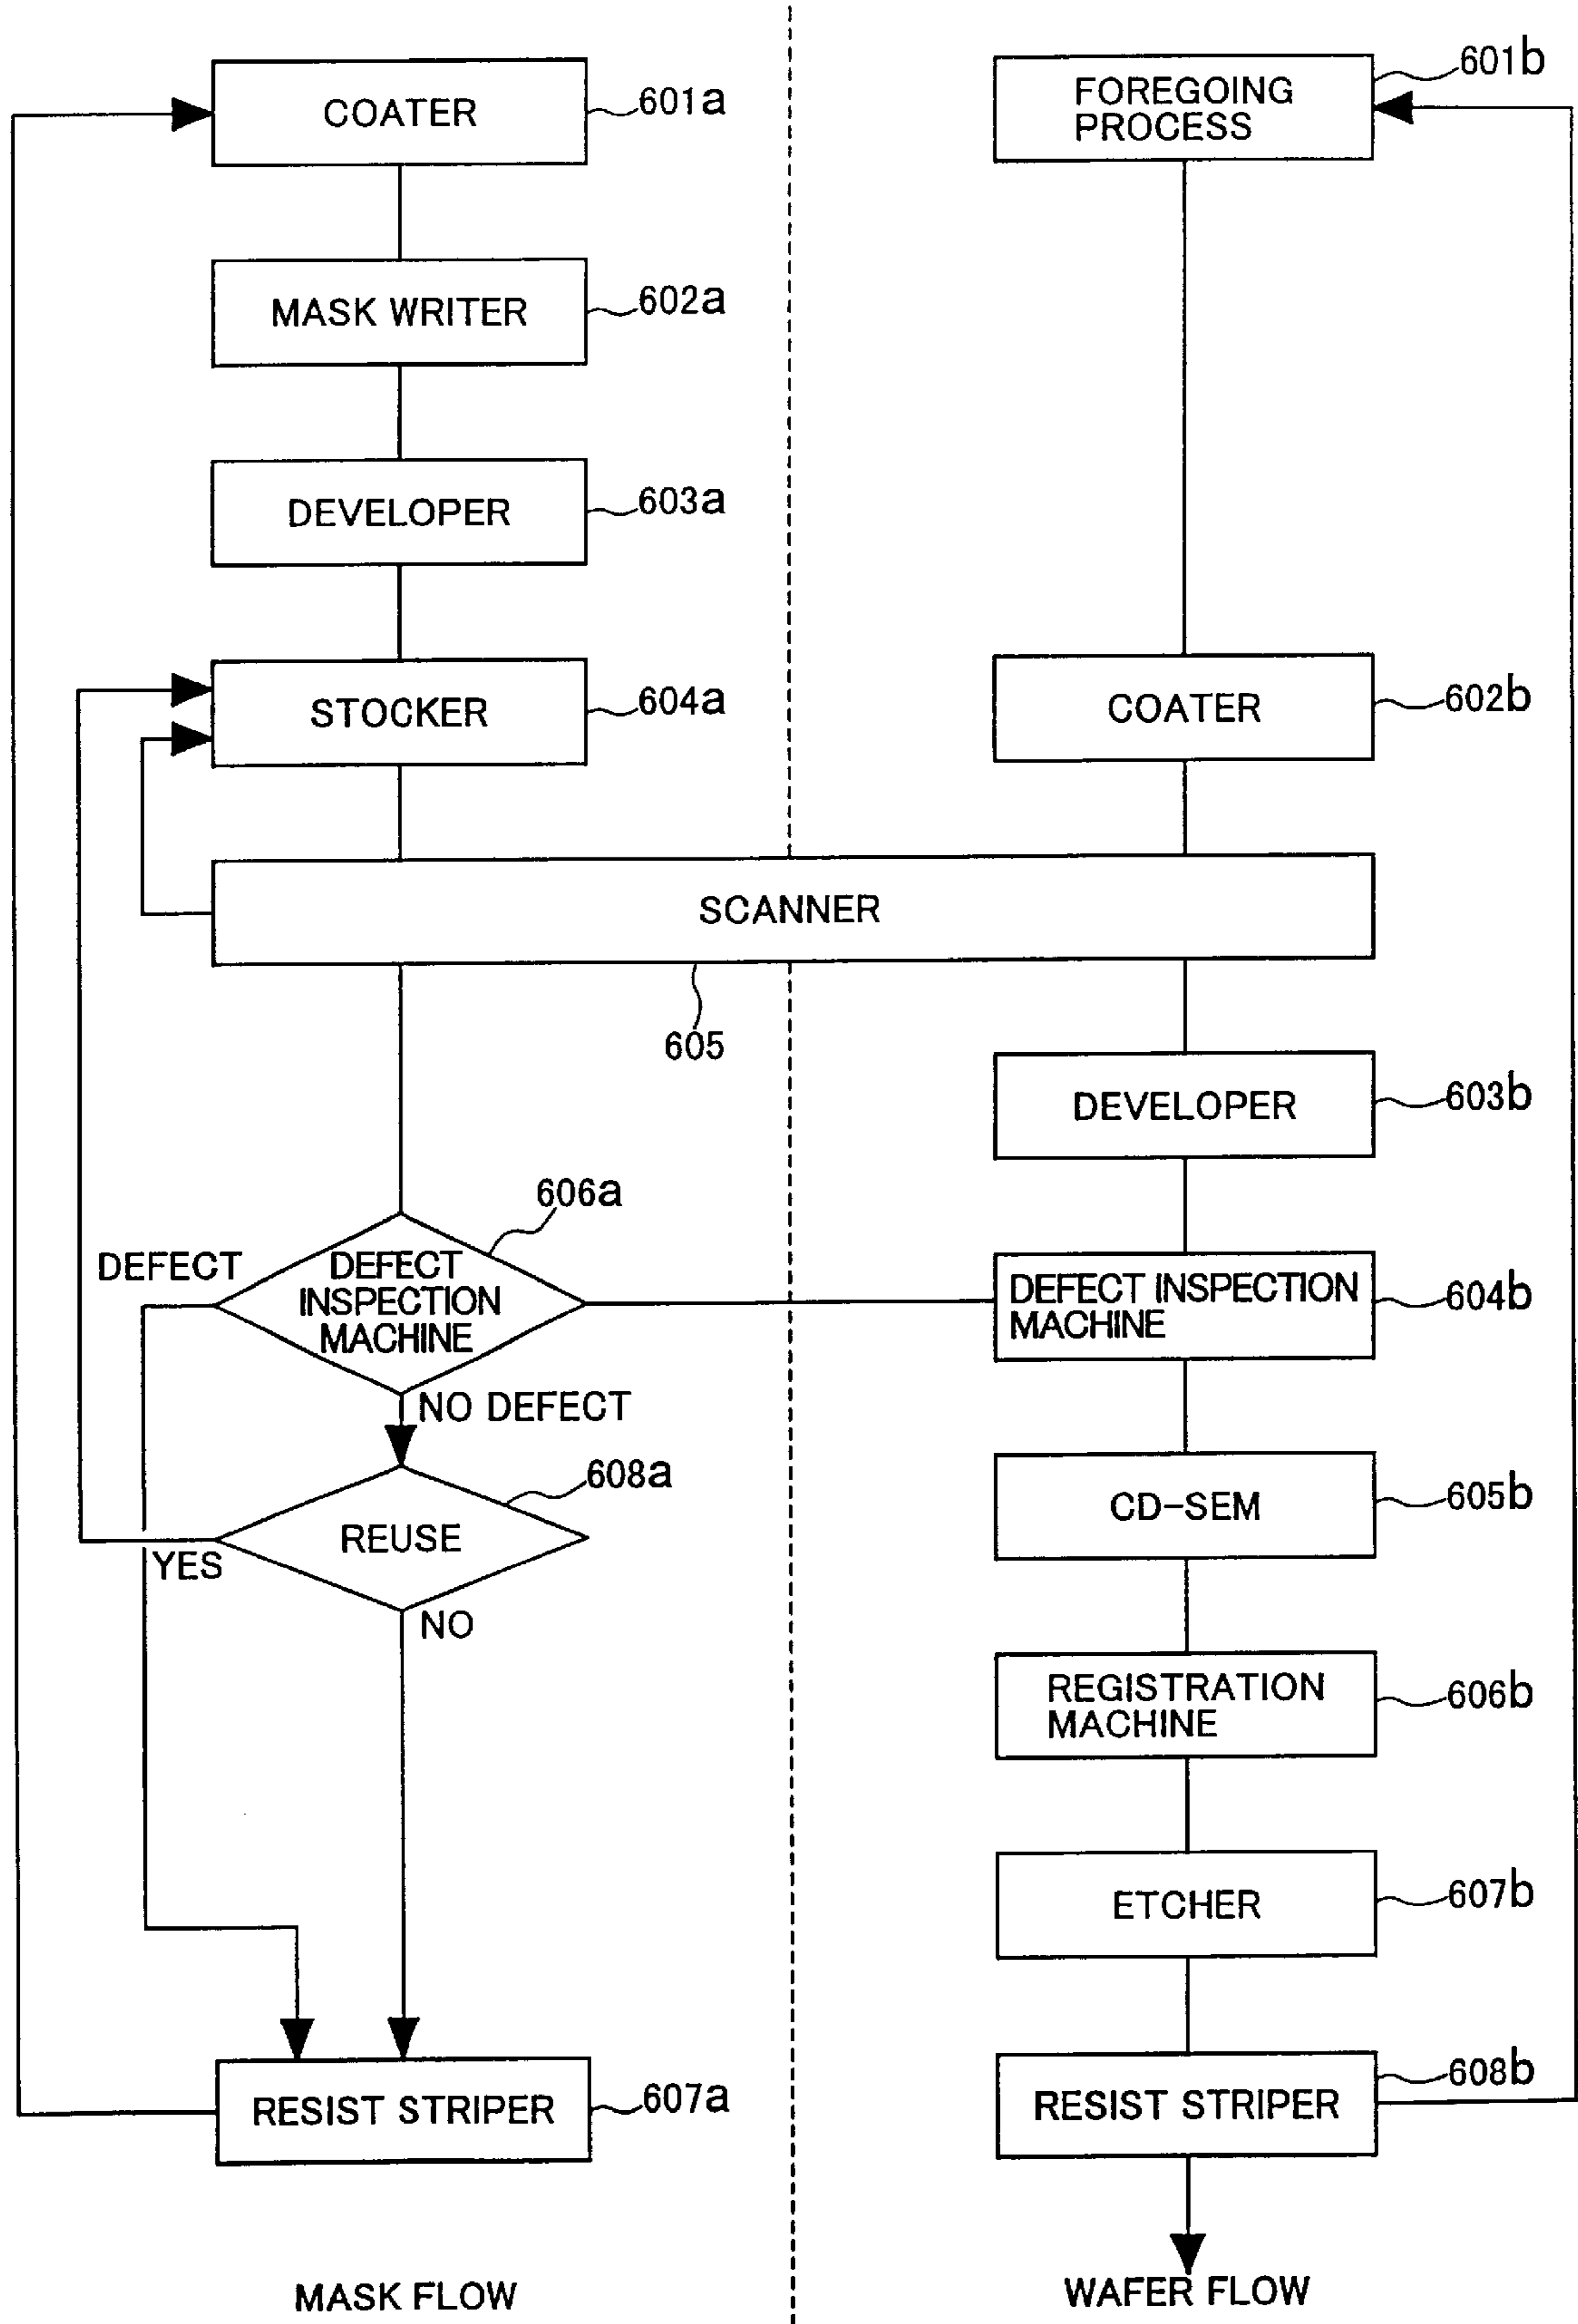 COATER
601a
MASK WRITER
602a
DEVELOPER
603a
STOCKER
604a
SCANNER
605
606a
DEFECT
DEFECT
INSPECTION
MACHINE
NO DEFECT
608a
REUSE
YES
NO
RESIST STRIPER
607a
MASK FLOW
FOREGOING
PROCESS
601b
COATER
602b
DEVELOPER
603b
DEFECT INSPECTION
MACHINE
604b
CD-SEM
605b
REGISTRATION
MACHINE
606b
ETCHER
607b
RESIST STRIPER
608b
WAFER FLOW